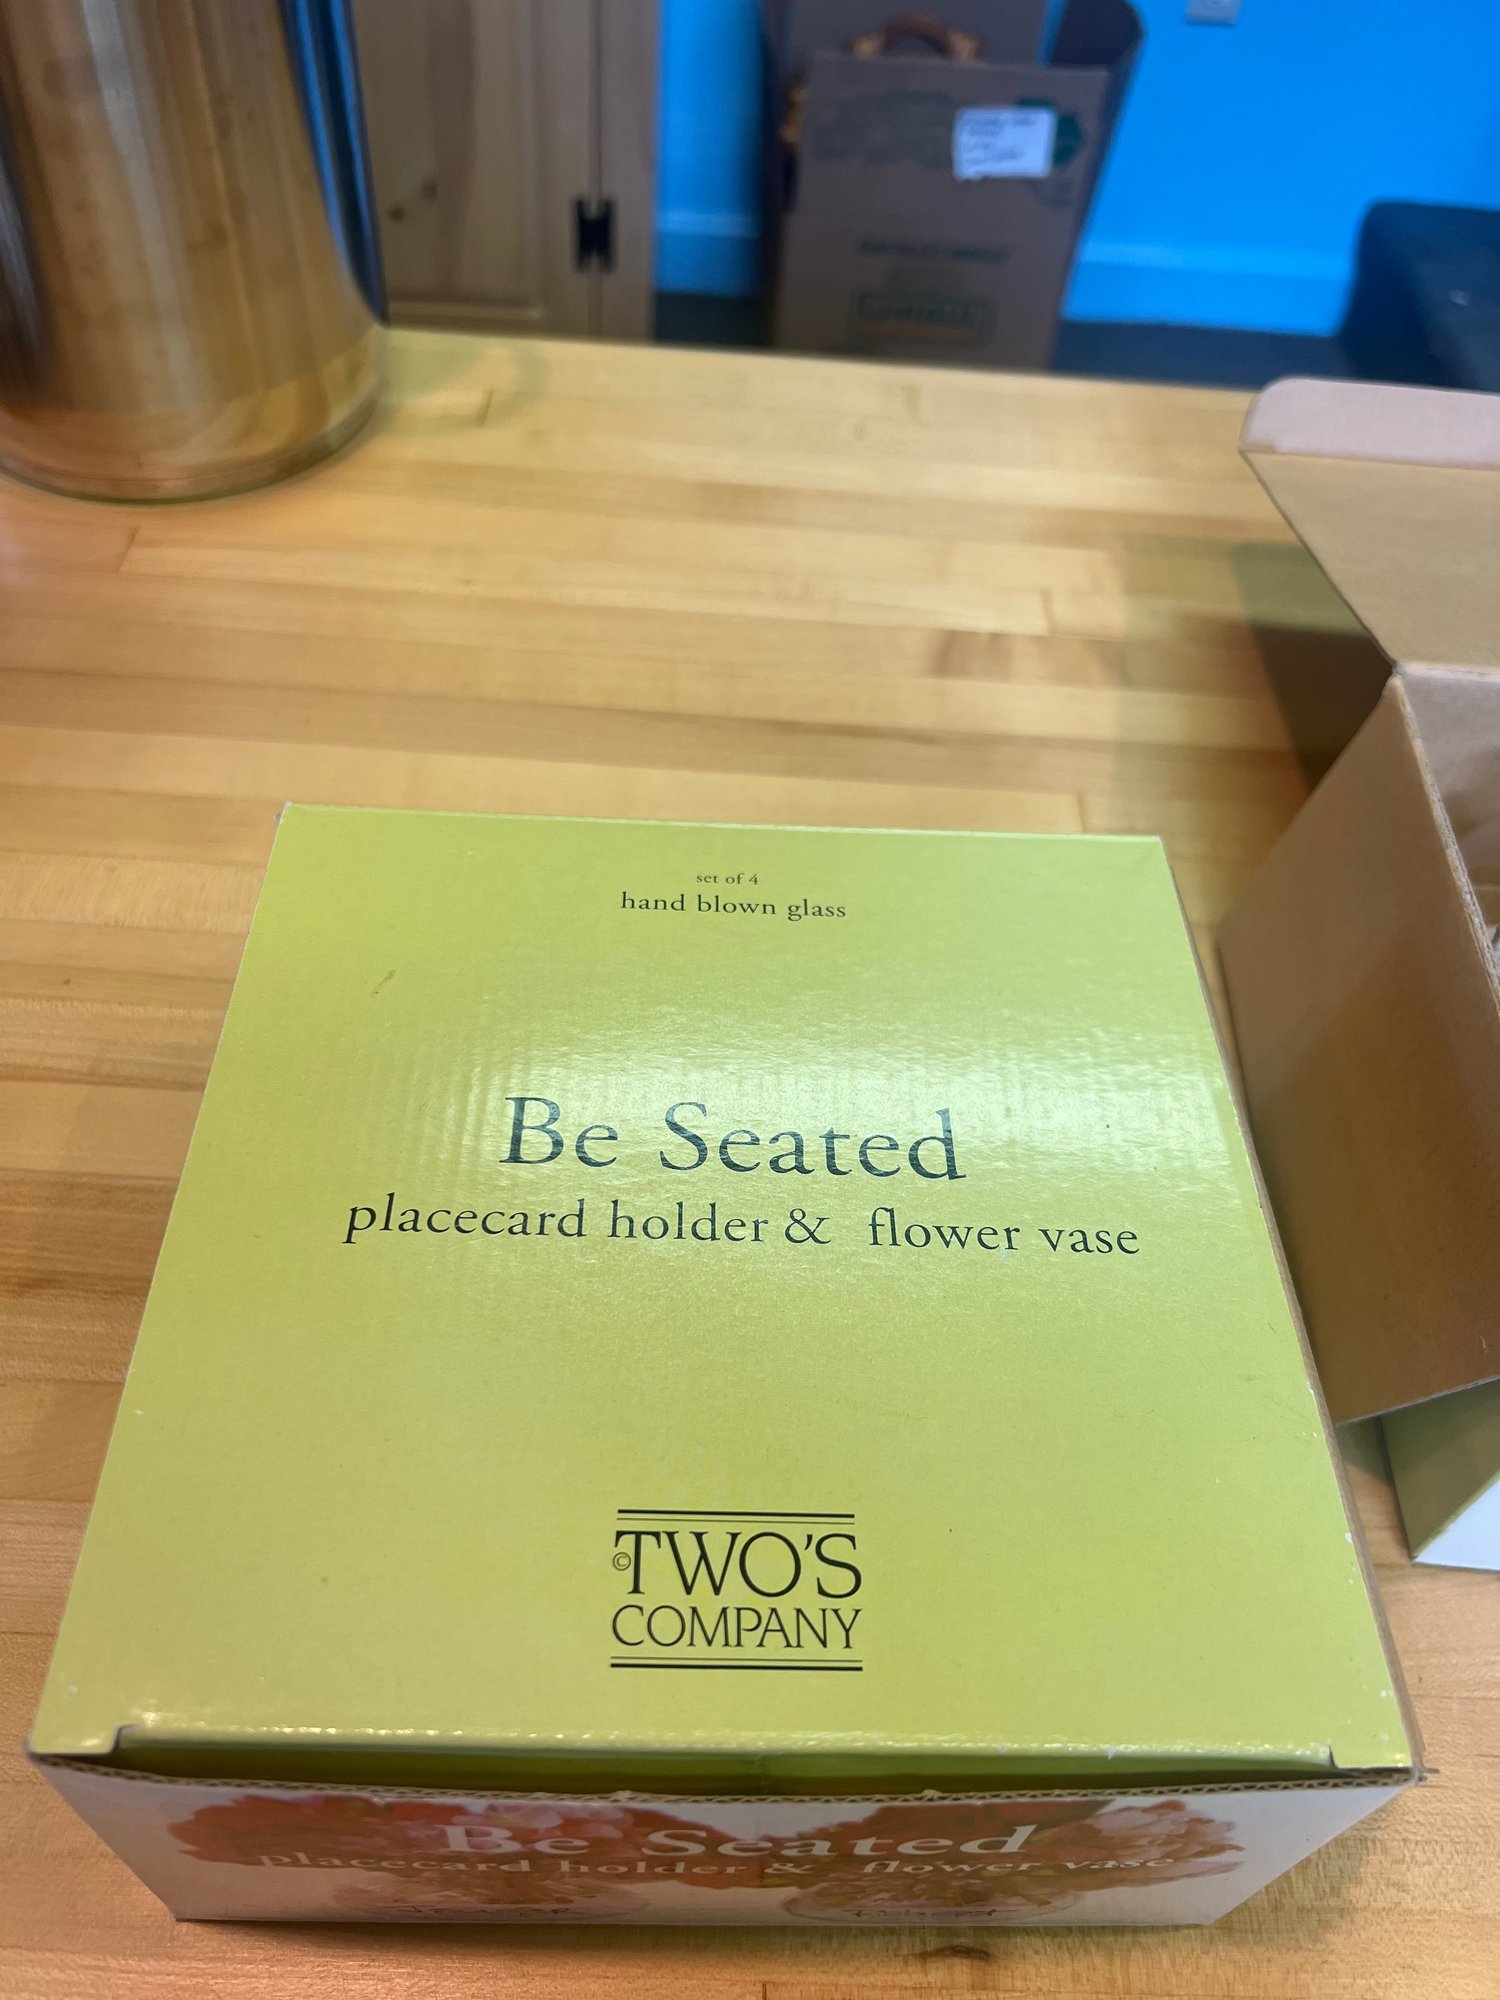 set of 4
hand blown glass
Be Seated
placecard holder & flower vase
©TWO'S
COMPANY
Be Seated
placecard holder & flower vase